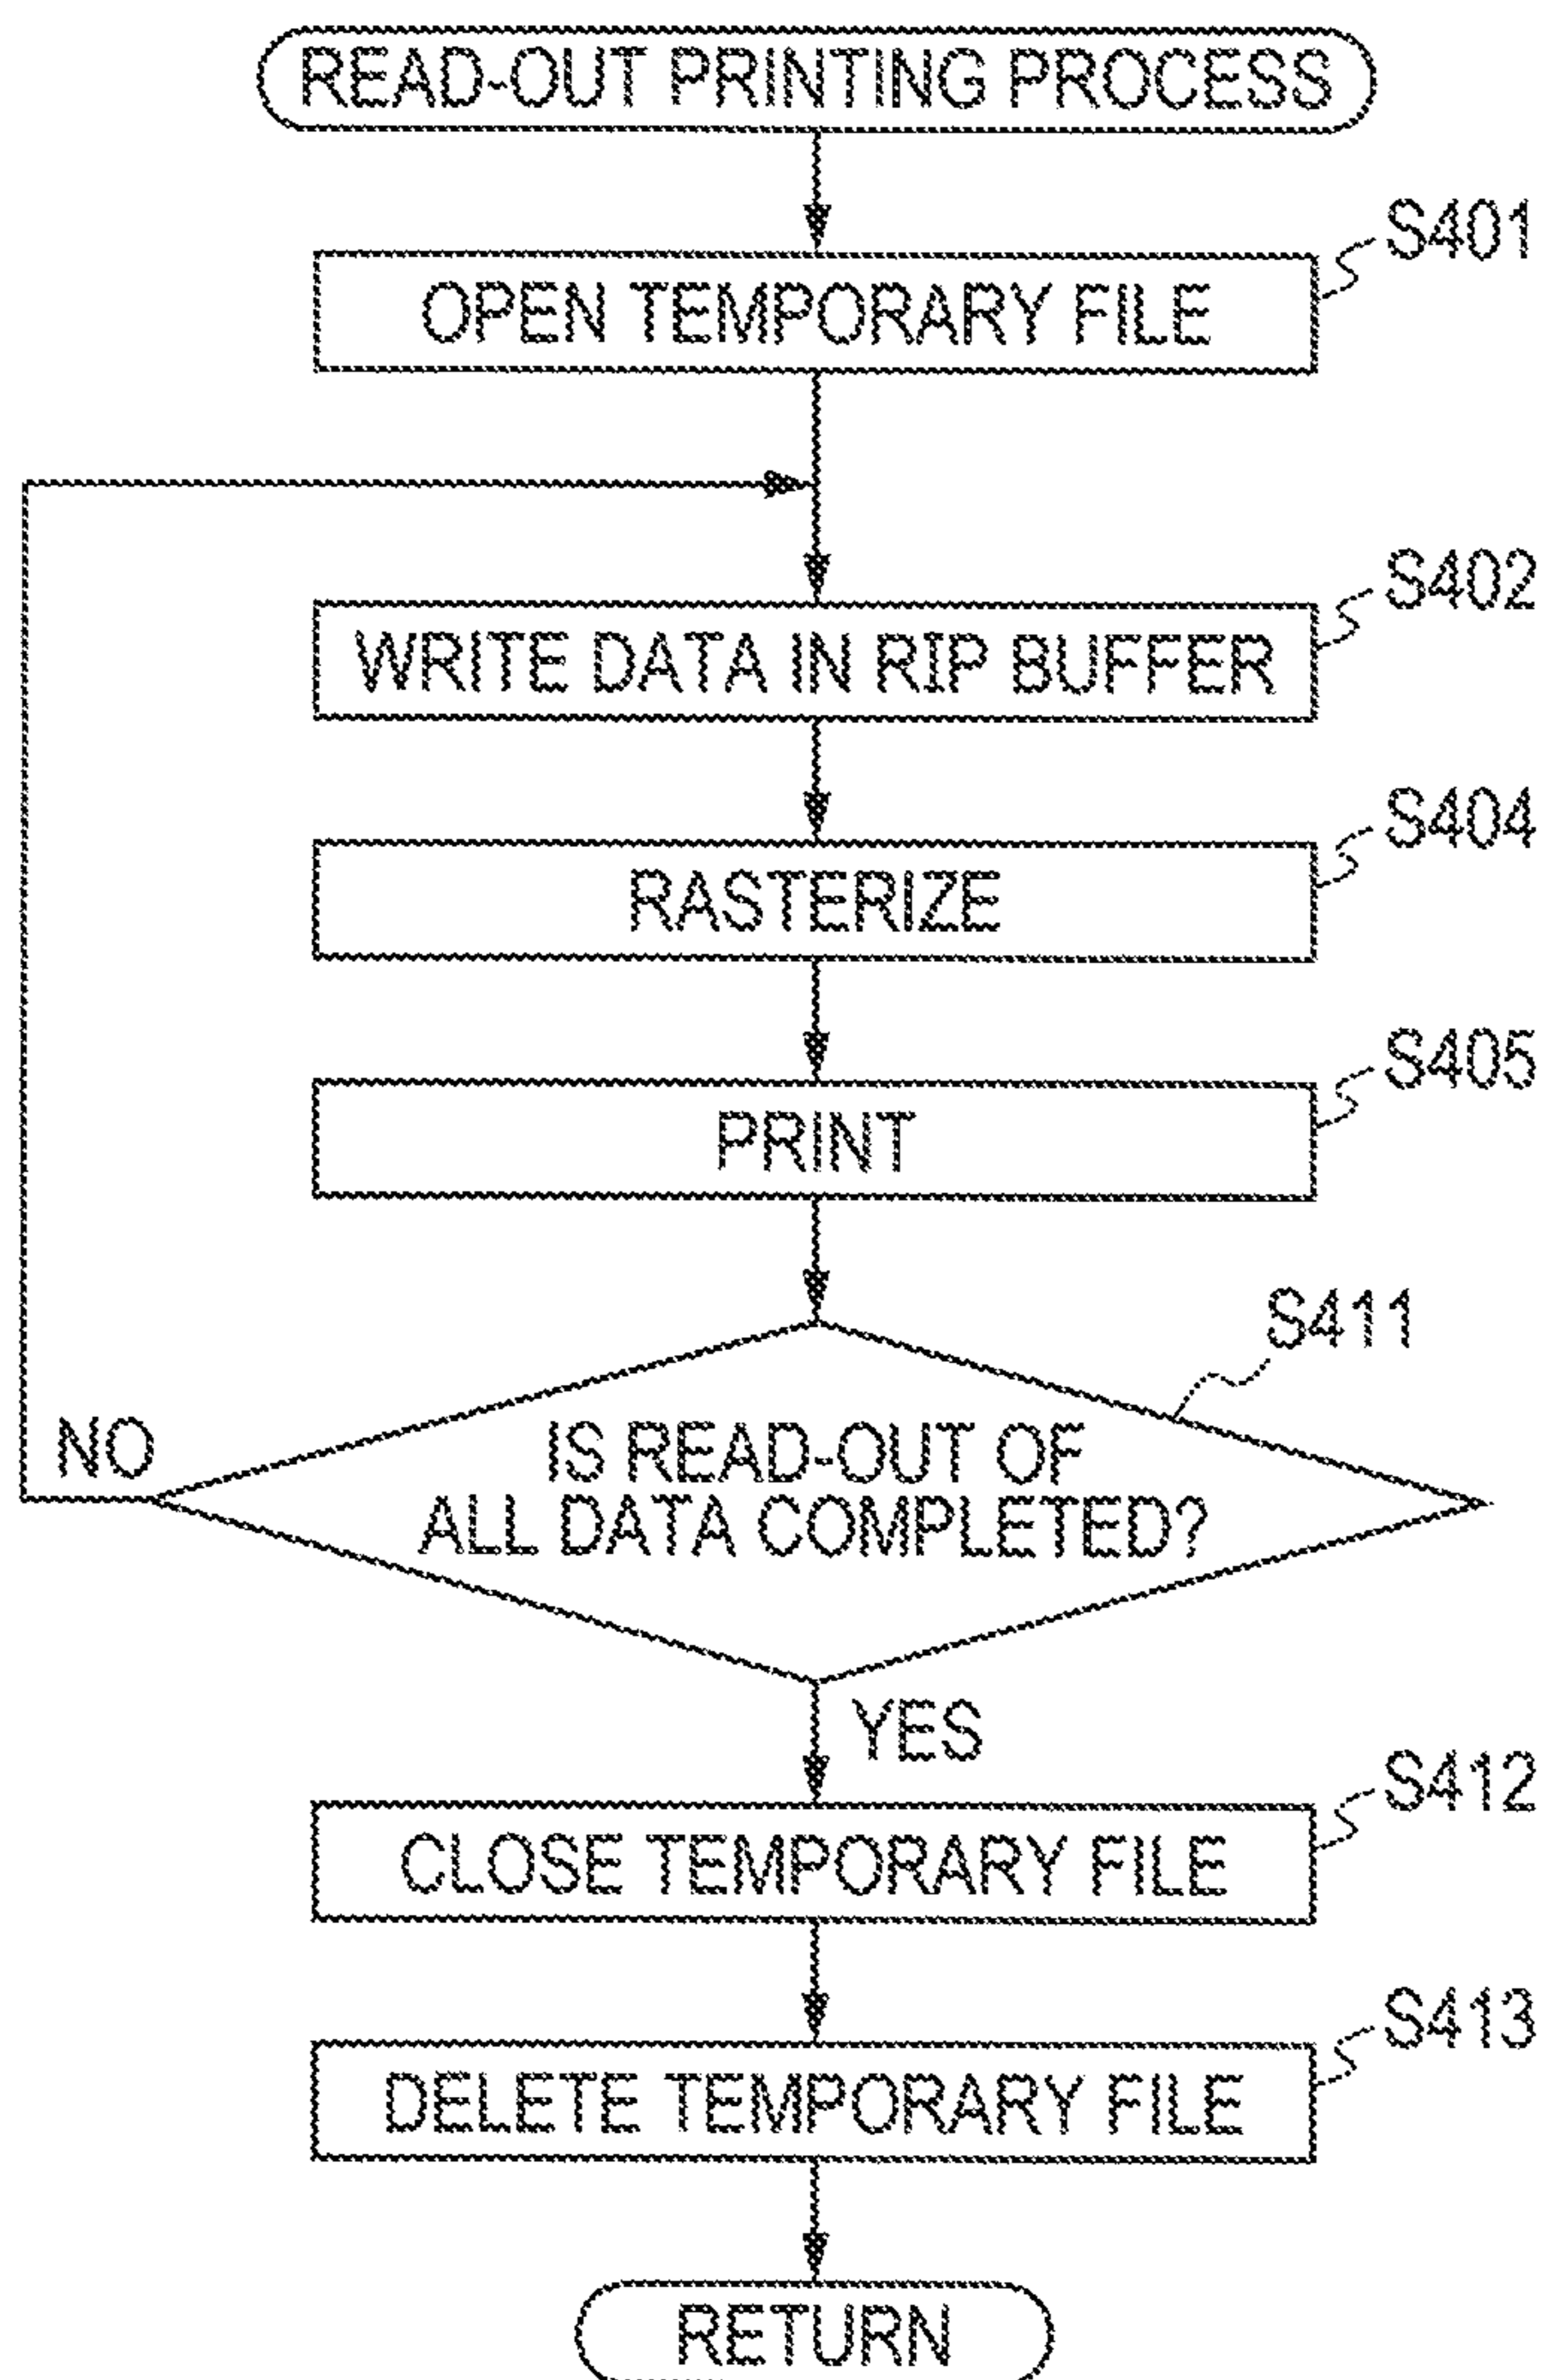 READ-OUT PRINTING PROCESS
S401
OPEN TEMPORARY FILE
S402
WRITE DATA IN RIP BUFFER
S404
RASTERIZE
S405
PRINT
S411
NO
IS READ-OUT OF
ALL DATA COMPLETED?
YES
S412
CLOSE TEMPORARY FILE
S413
DELETE TEMPORARY FILE
RETURN